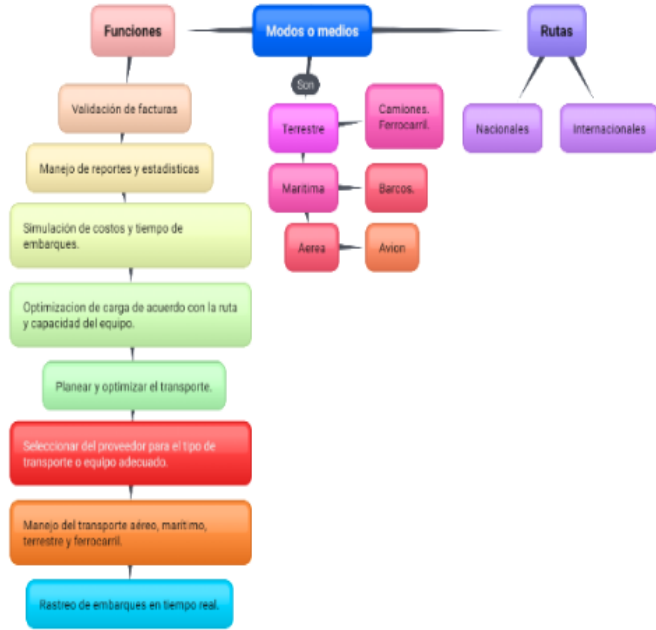 Funciones
Modos o medios
Rutas
Son
Validación de facturas
Manejo de reportes y estadísticas
Simulación de costos y tiempo de
embarques.
Optimizacion de carga de acuerdo con la ruta
y capacidad del equipo.
Planear y optimizar el transporte.
Seleccionar del proveedor para el tipo de
transporte o equipo adecuado.
Manejo del transporte aéreo, marítimo,
terrestre y ferrocarril.
Rastreo de embarques en tiempo real.
Terrestre
Camiones.
Ferrocarril.
Marítima
Barcos.
Aerea
Avion
Nacionales
Internacionales